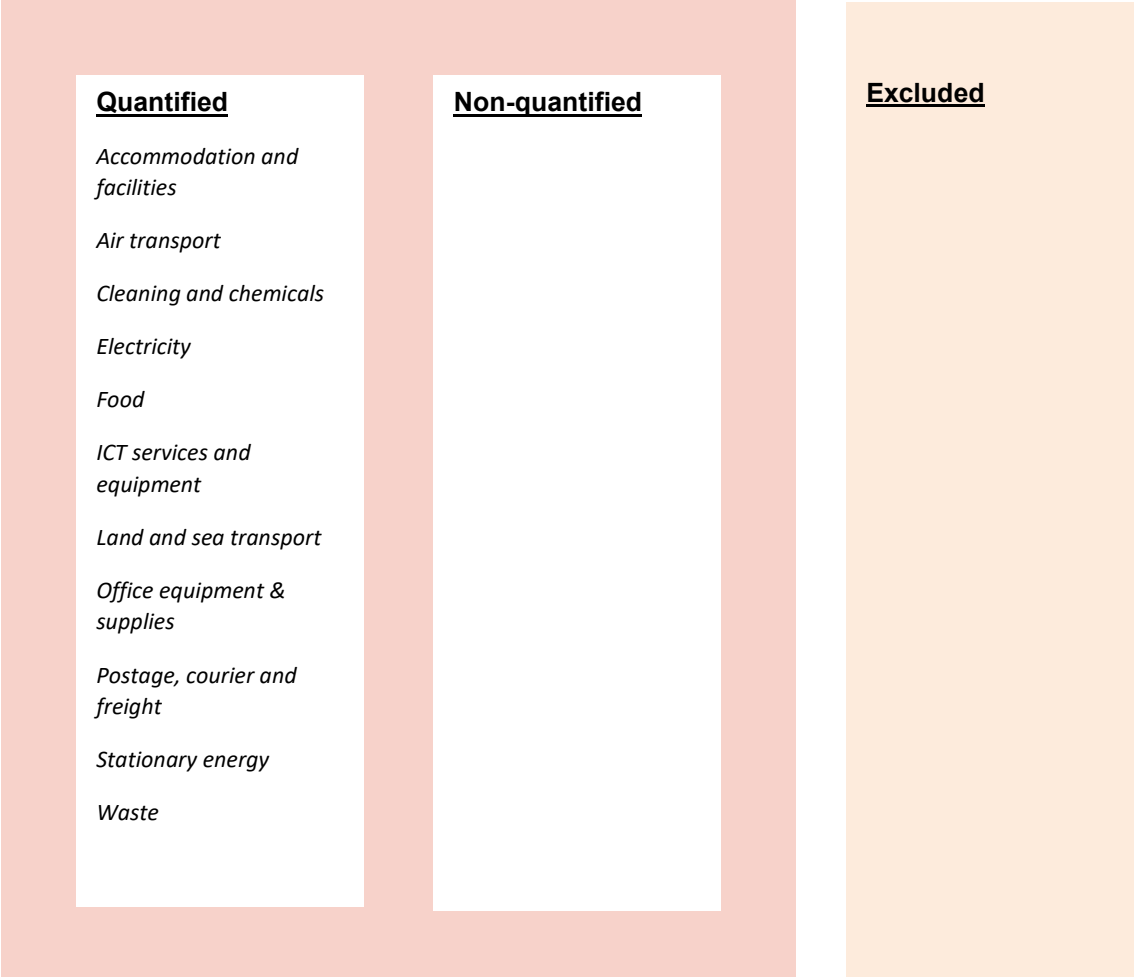 Quantified
Accommodation and
facilities
Air transport
Cleaning and chemicals
Electricity
Food
ICT services and
equipment
Land and sea transport
Office equipment &
supplies
Postage, courier and
freight
Stationary energy
Waste
Non-quantified
Excluded